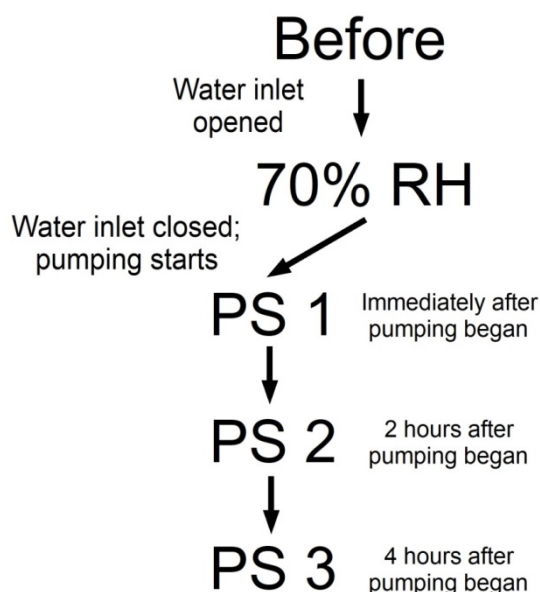 Before
Water inlet
opened
70% RH
Water inlet closed;
pumping starts
PS 1
Immediately after
pumping began
PS 2
2 hours after
pumping began
PS 3
4 hours after
pumping began